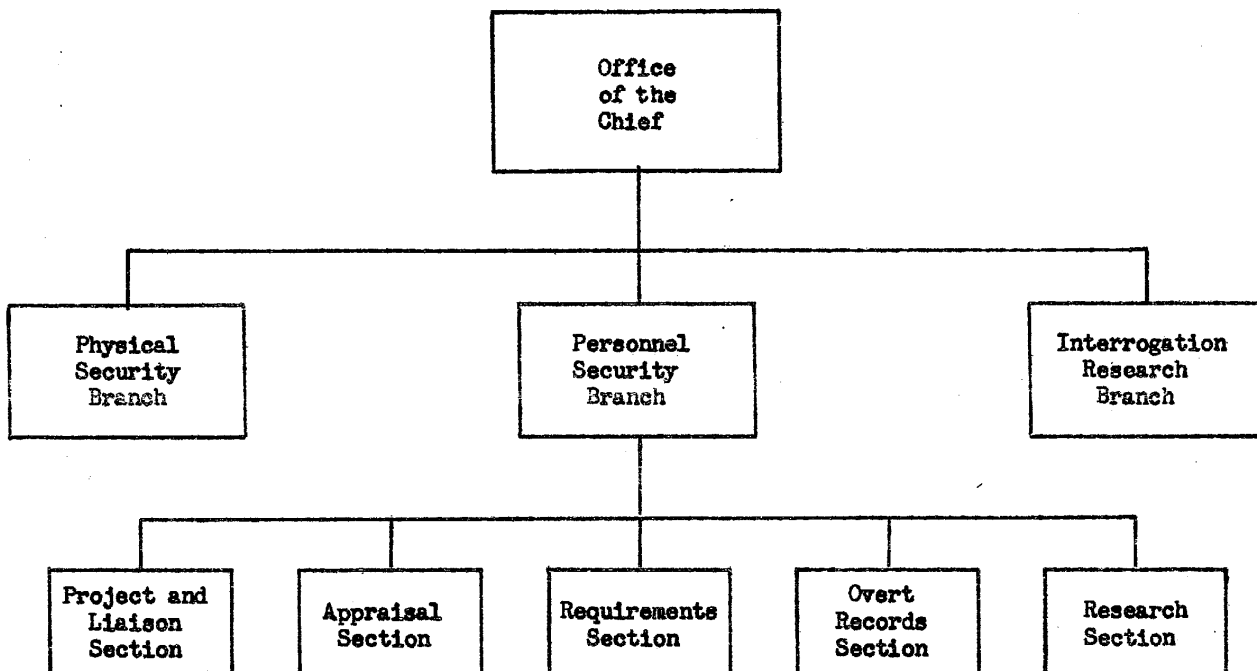 Office
of the
Chief
Physical
Security
Branch
Personnel
Security
Branch
Interrogation
Research
Branch
Project and
Liaison
Section
Appraisal
Section
Requirements
Section
Overt
Records
Section
Research
Section